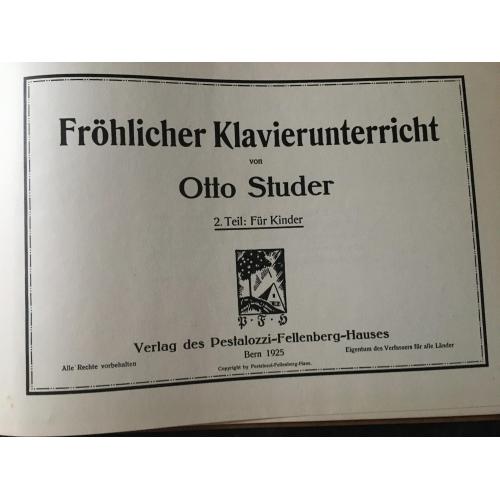 Fröhlicher Klavierunterricht
von
Otto Studer
2. Teil: Für Kinder
P · F · H
Verlag des Pestalozzi-Fellenberg-Hauses
Bern 1925
Alle Rechte vorbehalten
Copyright by Pestalozzi-Fellenberg-Haus.
Eigentum des Verfassers für alle Länder